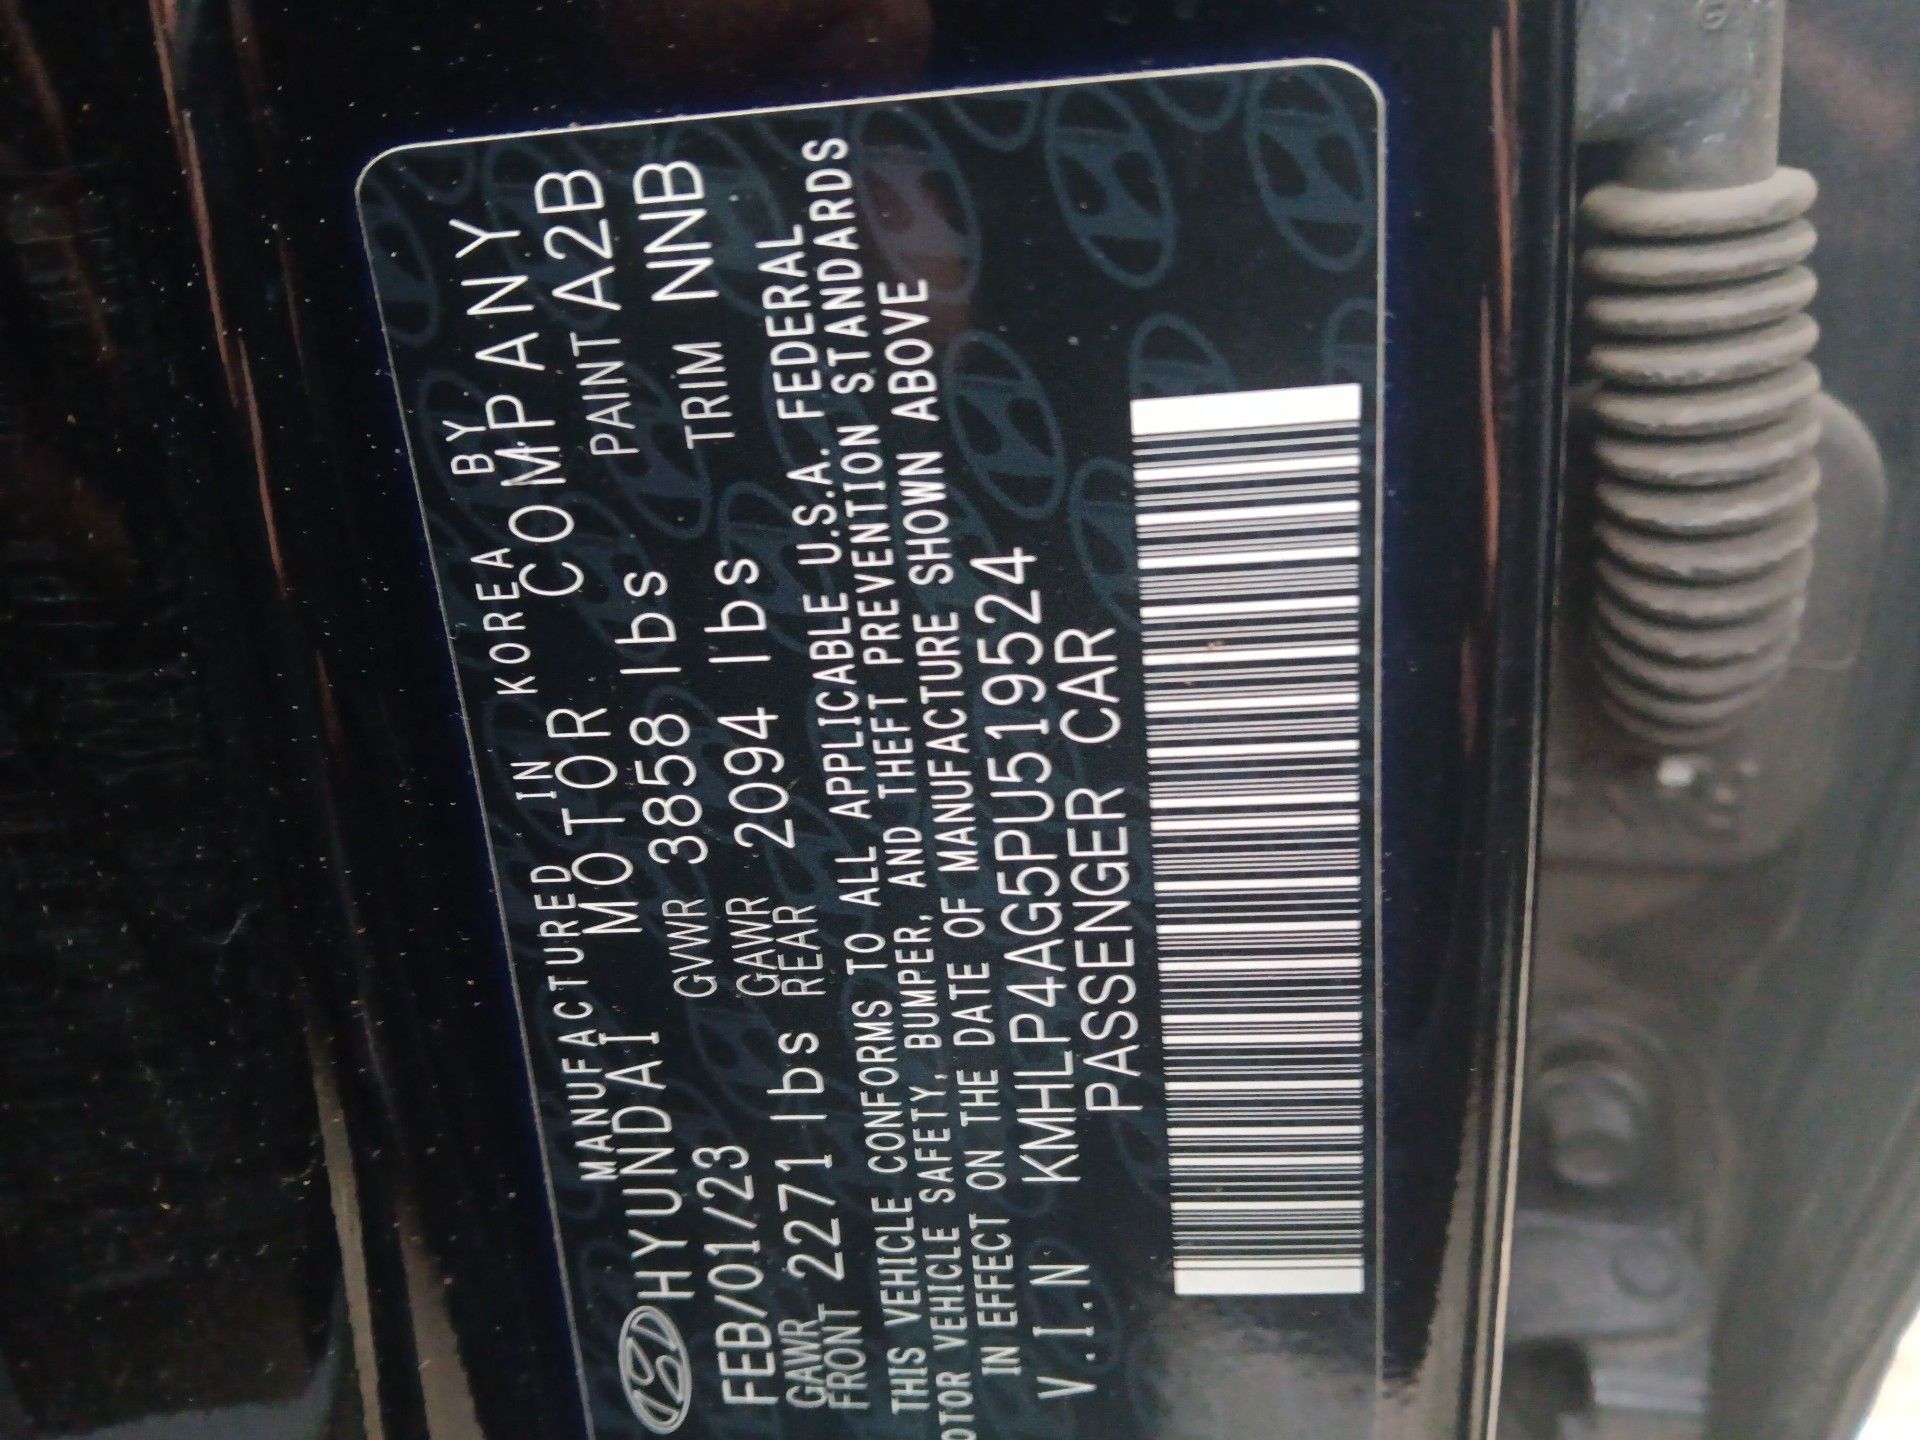 MANUFACTURED IN KOREA BY
HYUNDAI MOTOR COMPANY
FEB/01/23 GVWR 3858 lbs PAINT A2B
GAWR FRONT 2271 lbs GAWR REAR 2094 lbs TRIM NNB
THIS VEHICLE CONFORMS TO ALL APPLICABLE U.S.A. FEDERAL
OTOR VEHICLE SAFETY, BUMPER, AND THEFT PREVENTION STANDARDS
IN EFFECT ON THE DATE OF MANUFACTURE SHOWN ABOVE
V.I.N KMHLP4AG5PU519524
PASSENGER CAR